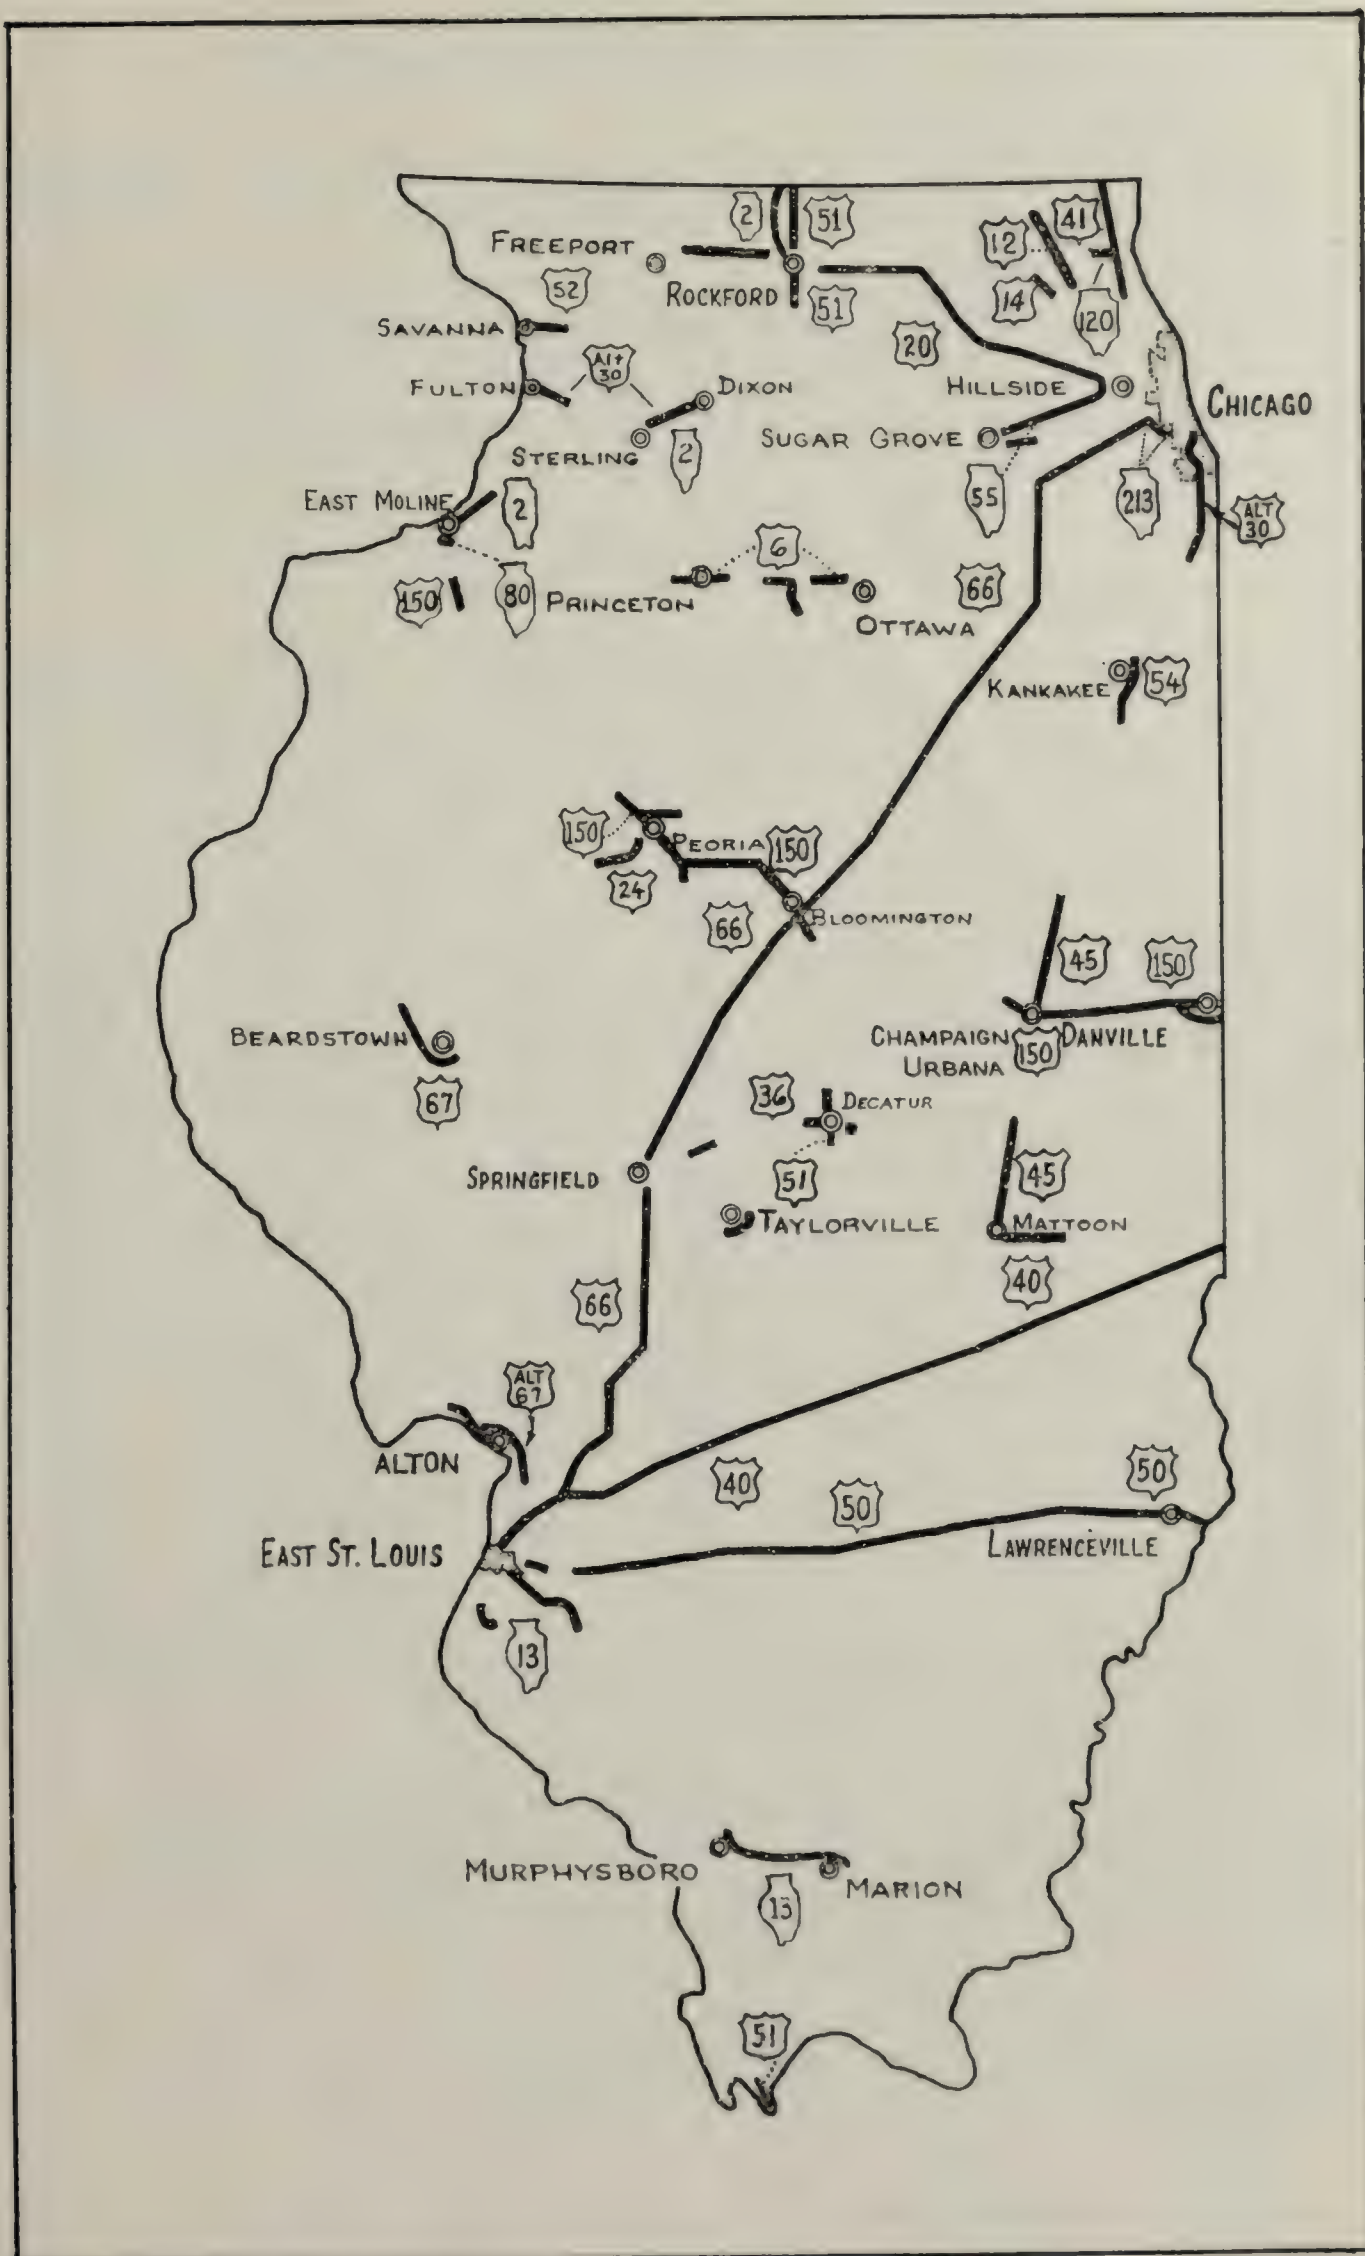 2
51
41
12
FREEPORT
52
ROCKFORD
51
14
120
SAVANNA
20
Alt
30
FULTON
DIXON
HILLSIDE
CHICAGO
SUGAR GROVE
STERLING
2
EAST MOLINE
2
55
213
ALT
30
6
150
80
PRINCETON
66
OTTAWA
KANKAKEE
54
150
PEORIA
150
24
66
BLOOMINGTON
45
150
BEARDSTOWN
CHAMPAIGN
URBANA
150
DANVILLE
67
36
DECATUR
SPRINGFIELD
51
45
TAYLORVILLE
MATTOON
40
66
ALT
67
ALTON
40
50
50
EAST ST. LOUIS
LAWRENCEVILLE
13
MURPHYSBORO
MARION
13
51